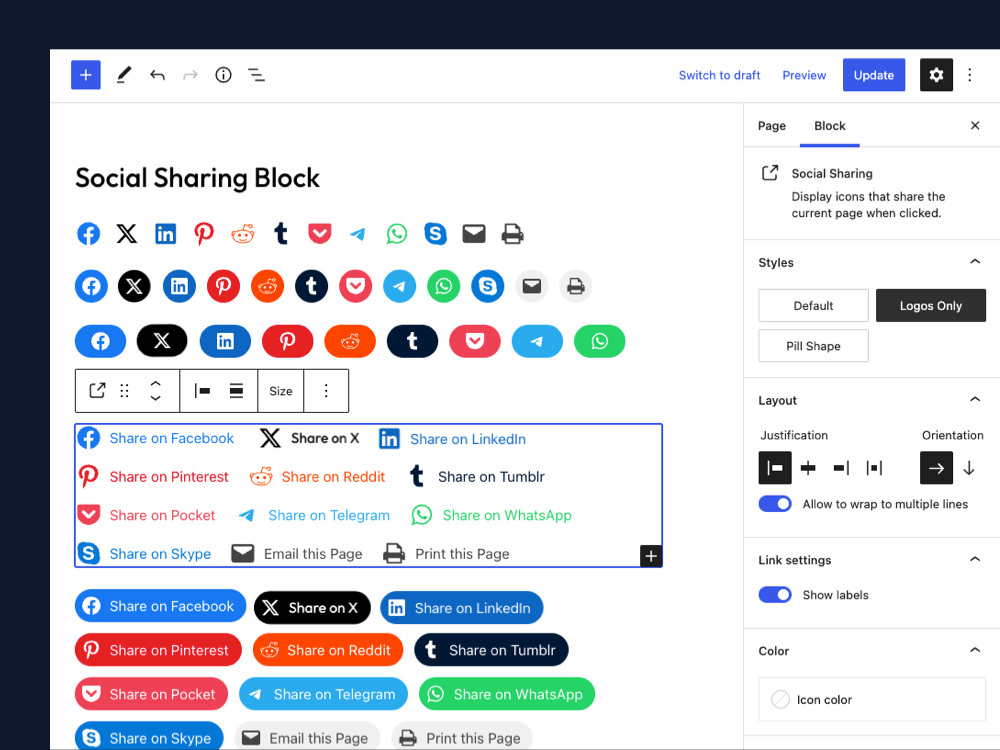 Switch to draft Preview Update
Page Block
Social Sharing
Display icons that share the
current page when clicked.
Social Sharing Block
Styles
Default Logos Only
Pill Shape
Size
Layout
Justification Orientation
Allow to wrap to multiple lines
Share on Facebook Share on X Share on LinkedIn
Share on Pinterest Share on Reddit Share on Tumblr
Share on Pocket Share on Telegram Share on WhatsApp
Share on Skype Email this Page Print this Page
Link settings
Show labels
Share on Facebook Share on X Share on LinkedIn
Share on Pinterest Share on Reddit Share on Tumblr
Share on Pocket Share on Telegram Share on WhatsApp
Share on Skype Email this Page Print this Page
Color
Icon color